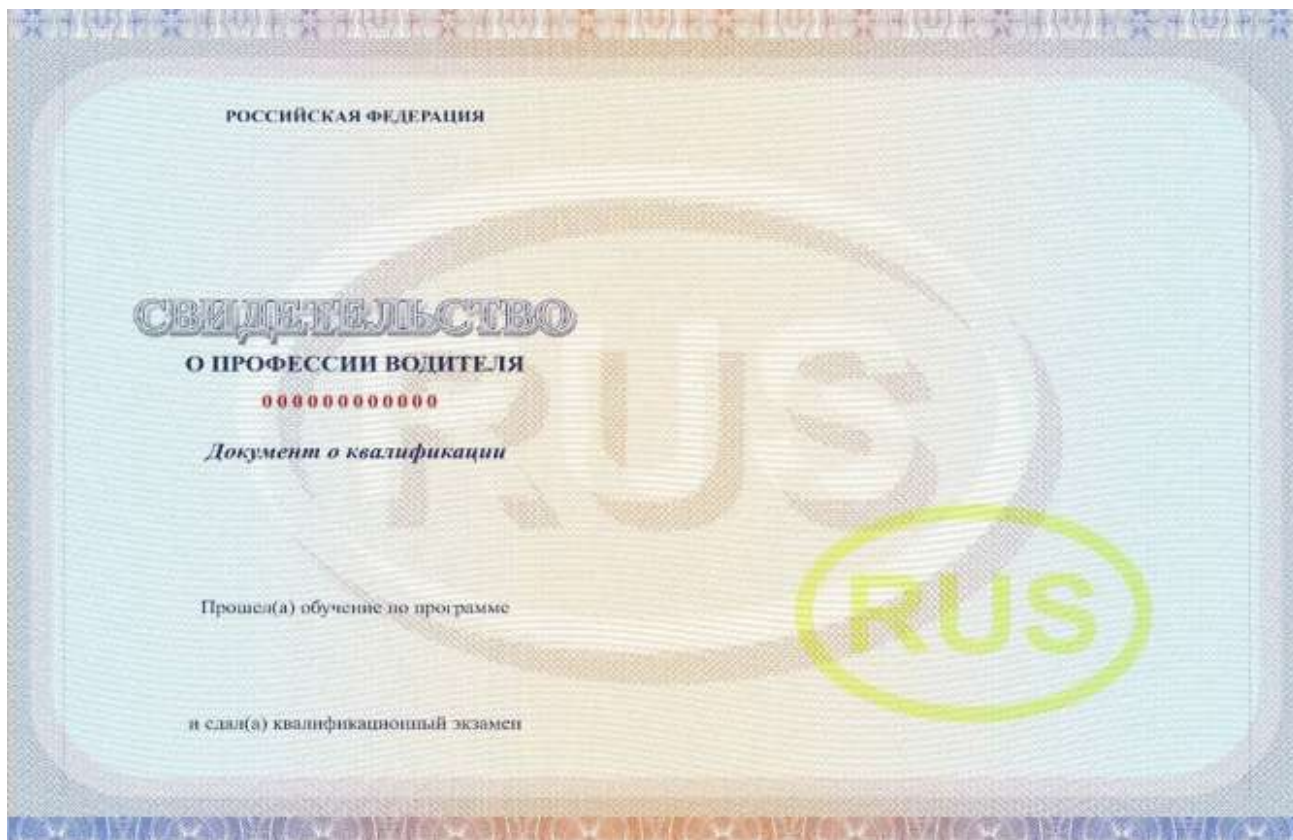 РОССИЙСКАЯ ФЕДЕРАЦИЯ
СВИДЕТЕЛЬСТВО
О ПРОФЕССИИ ВОДИТЕЛЯ
000000000000
Документ о квалификации
RUS
Прошел(а) обучение по программе
RUS
и сдал(а) квалификационный экзамен